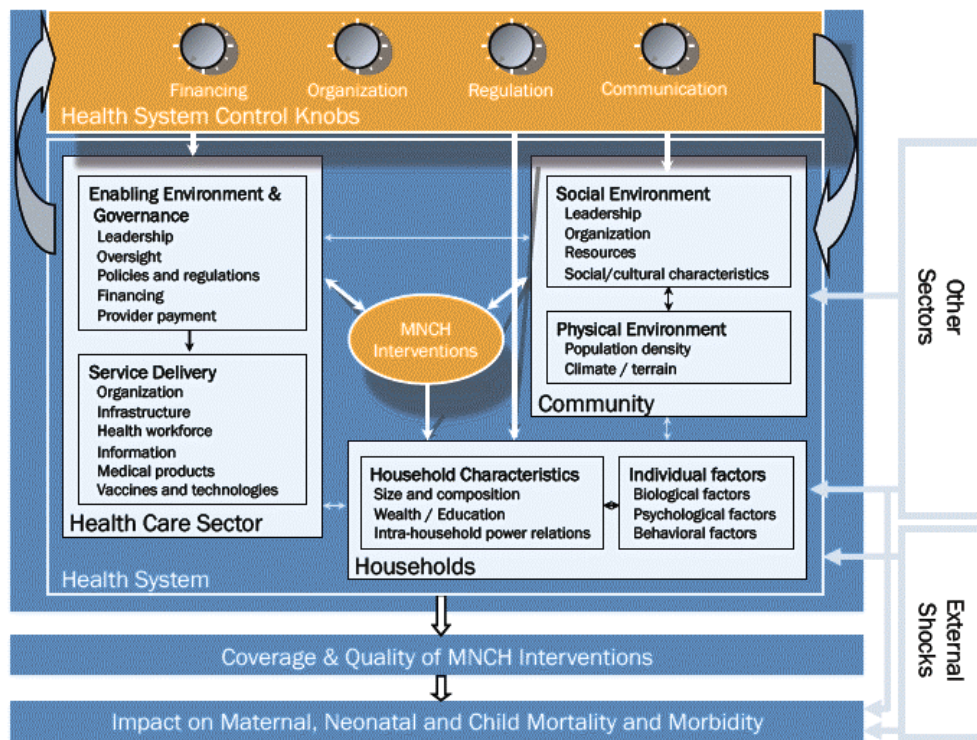 Financing
Organization
Regulation
Communication
Health System Control Knobs
Enabling Environment &
Governance
Leadership
Oversight
Policies and regulations
Financing
Provider payment
Service Delivery
Organization
Infrastructure
Health workforce
Information
Medical products
Vaccines and technologies
Health Care Sector
MNCH
Interventions
Social Environment
Leadership
Organization
Resources
Social/cultural characteristics
Physical Environment
Population density
Climate / terrain
Community
Household Characteristics
Size and composition
Wealth / Education
Intra-household power relations
Individual factors
Biological factors
Psychological factors
Behavioral factors
Households
Health System
Other
Sectors
External
Shocks
Coverage & Quality of MNCH Interventions
Impact on Maternal, Neonatal and Child Mortality and Morbidity